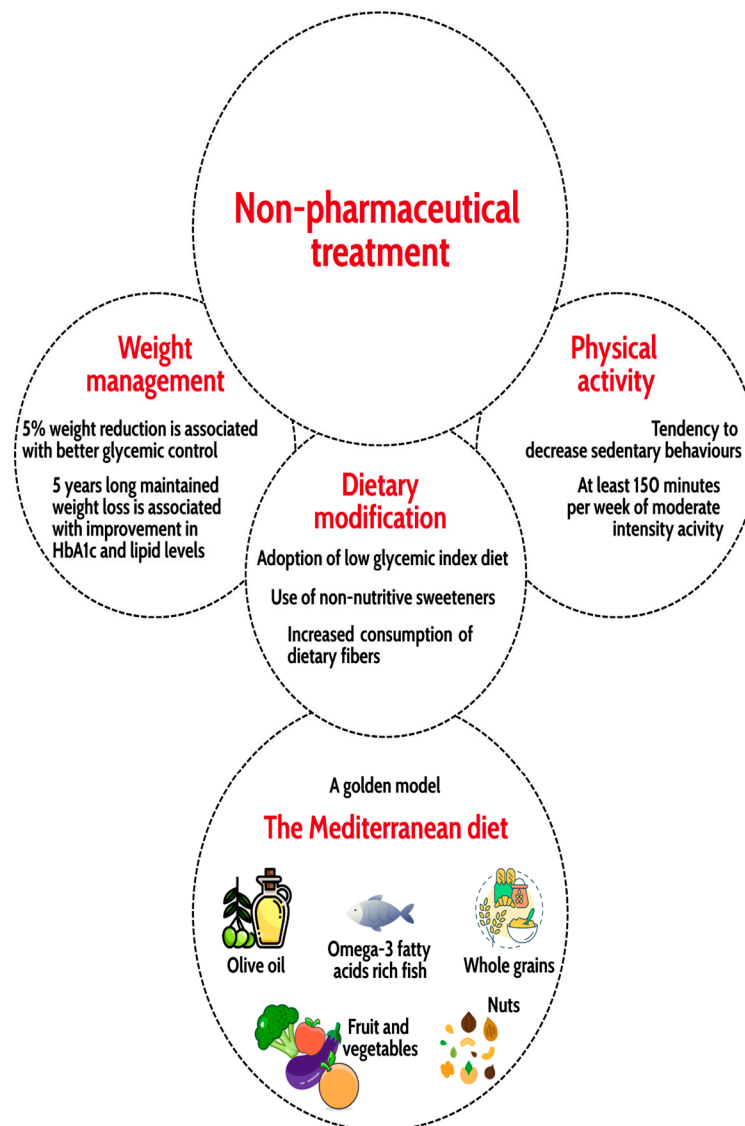 Non-pharmaceutical
treatment
Weight
management
5% weight reduction is associated
with better glycemic control
5 years long maintained
weight loss is associated
with improvement in
HbA1c and lipid levels
Physical
activity
Tendency to
decrease sedentary behaviours
At least 150 minutes
per week of moderate
intensity acivity
Dietary
modification
Adoption of low glycemic index diet
Use of non-nutritive sweeteners
Increased consumption of
dietary fibers
A golden model
The Mediterranean diet
Olive oil
Omega-3 fatty
acids rich fish
Whole grains
Fruit and
vegetables
Nuts